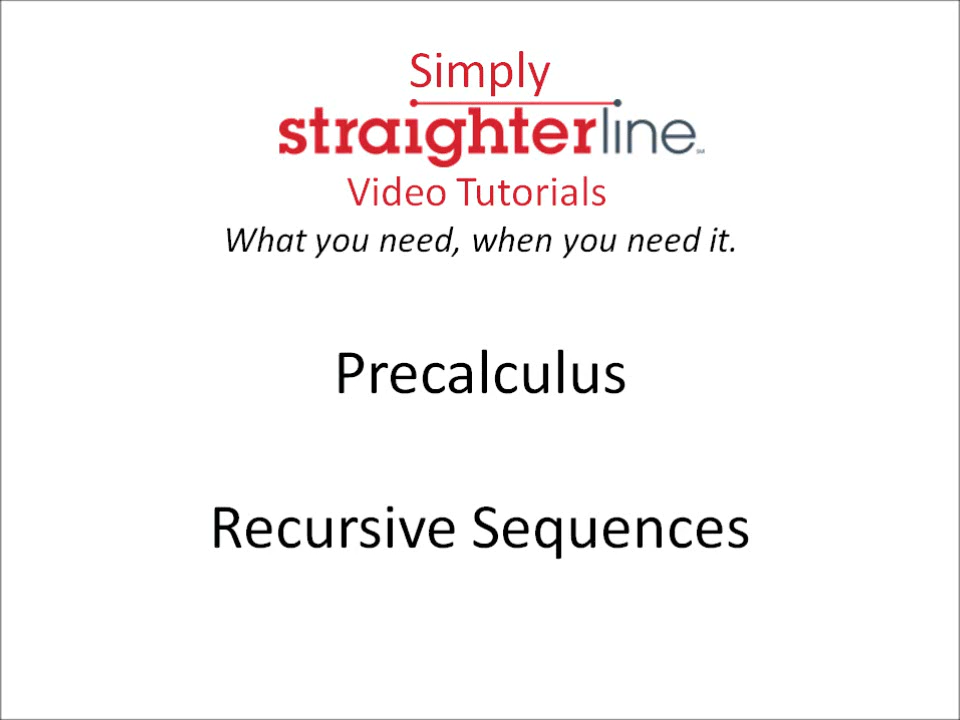 Simply
straighterline
Video Tutorials
What you need, when you need it.
Precalculus
Recursive Sequences